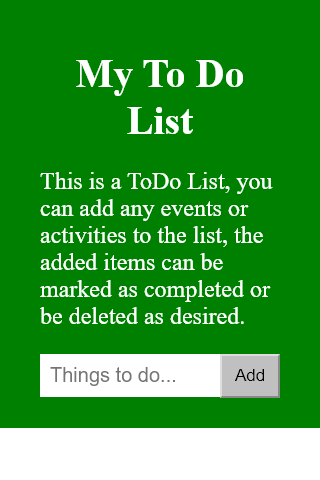 My To Do
List
This is a ToDo List, you
can add any events or
activities to the list, the
added items can be
marked as completed or
be deleted as desired.
Things to do... Add